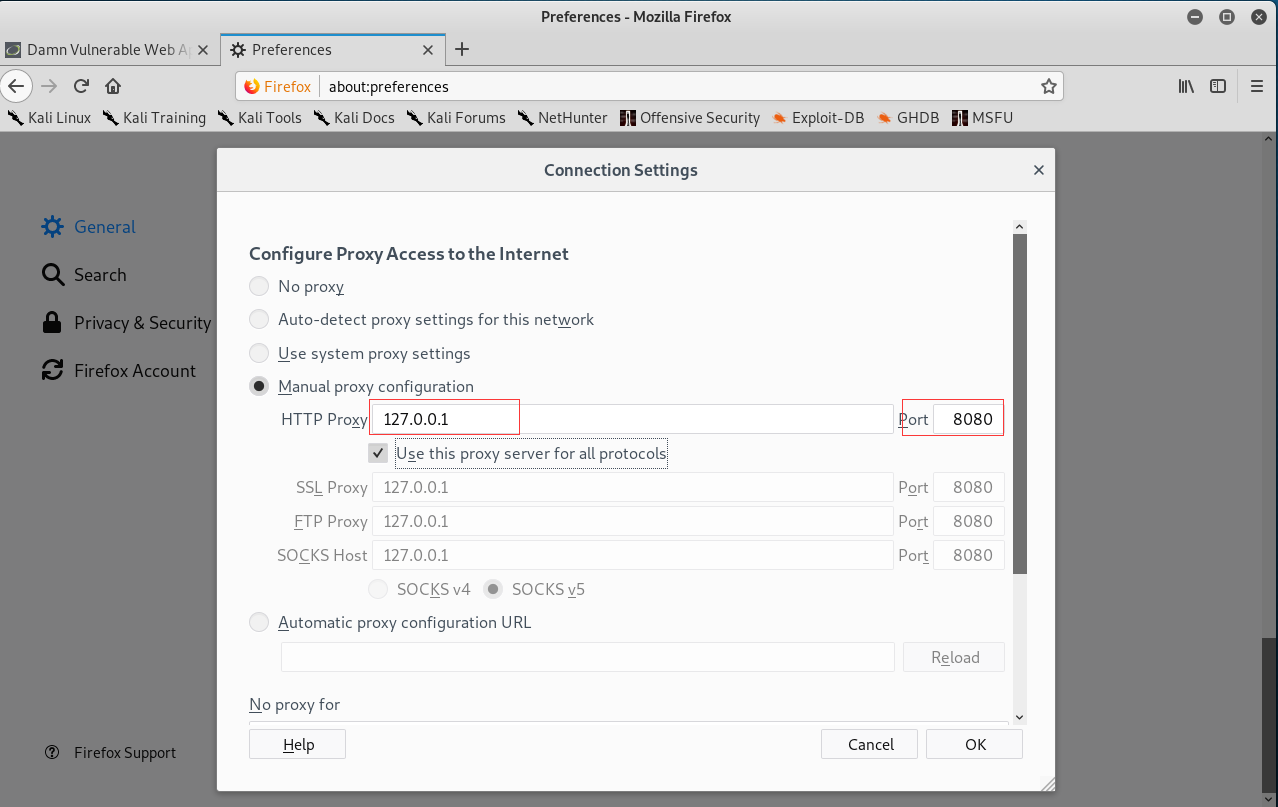 Preferences - Mozilla Firefox
Damn Vulnerable Web A Preferences
Firefox about:preferences
Kali Linux Kali Training Kali Tools Kali Docs Kali Forums NetHunter Offensive Security Exploit-DB GHDB MSFU
Connection Settings
General
Search
Privacy & Security
Firefox Account
Configure Proxy Access to the Internet
No proxy
Auto-detect proxy settings for this network
Use system proxy settings
Manual proxy configuration
HTTP Proxy 127.0.0.1 Port 8080
Use this proxy server for all protocols
SSL Proxy 127.0.0.1 Port 8080
FTP Proxy 127.0.0.1 Port 8080
SOCKS Host 127.0.0.1 Port 8080
SOCKS v4 SOCKS v5
Automatic proxy configuration URL
Reload
No proxy for
Help Cancel OK
Firefox Support